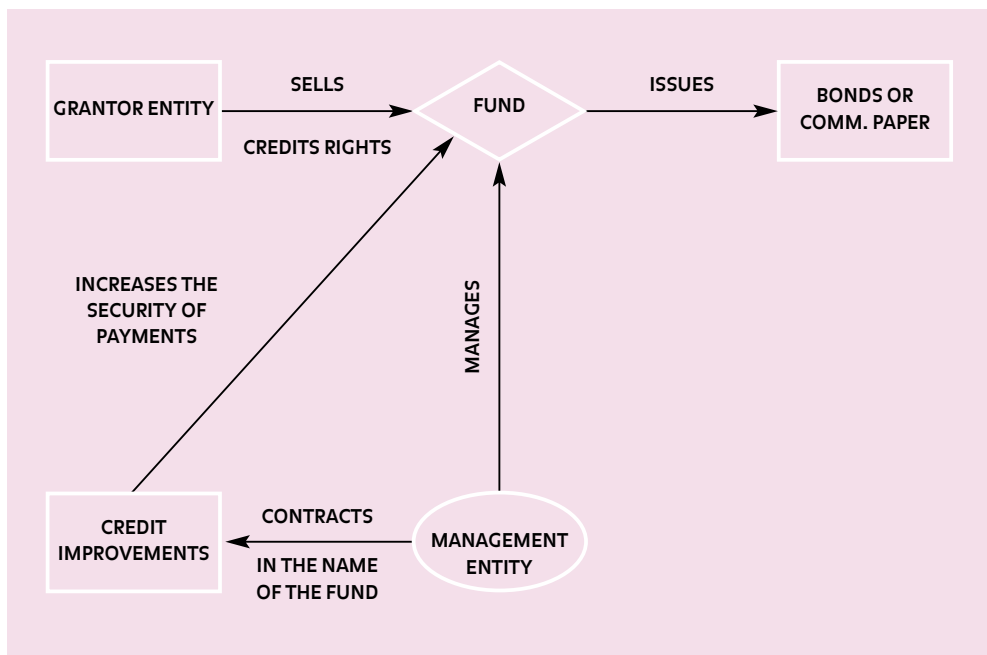 GRANTOR ENTITY
SELLS
CREDITS RIGHTS
FUND
ISSUES
BONDS OR
COMM. PAPER
INCREASES THE
SECURITY OF
PAYMENTS
MANAGES
CREDIT
IMPROVEMENTS
CONTRACTS
IN THE NAME
OF THE FUND
MANAGEMENT
ENTITY